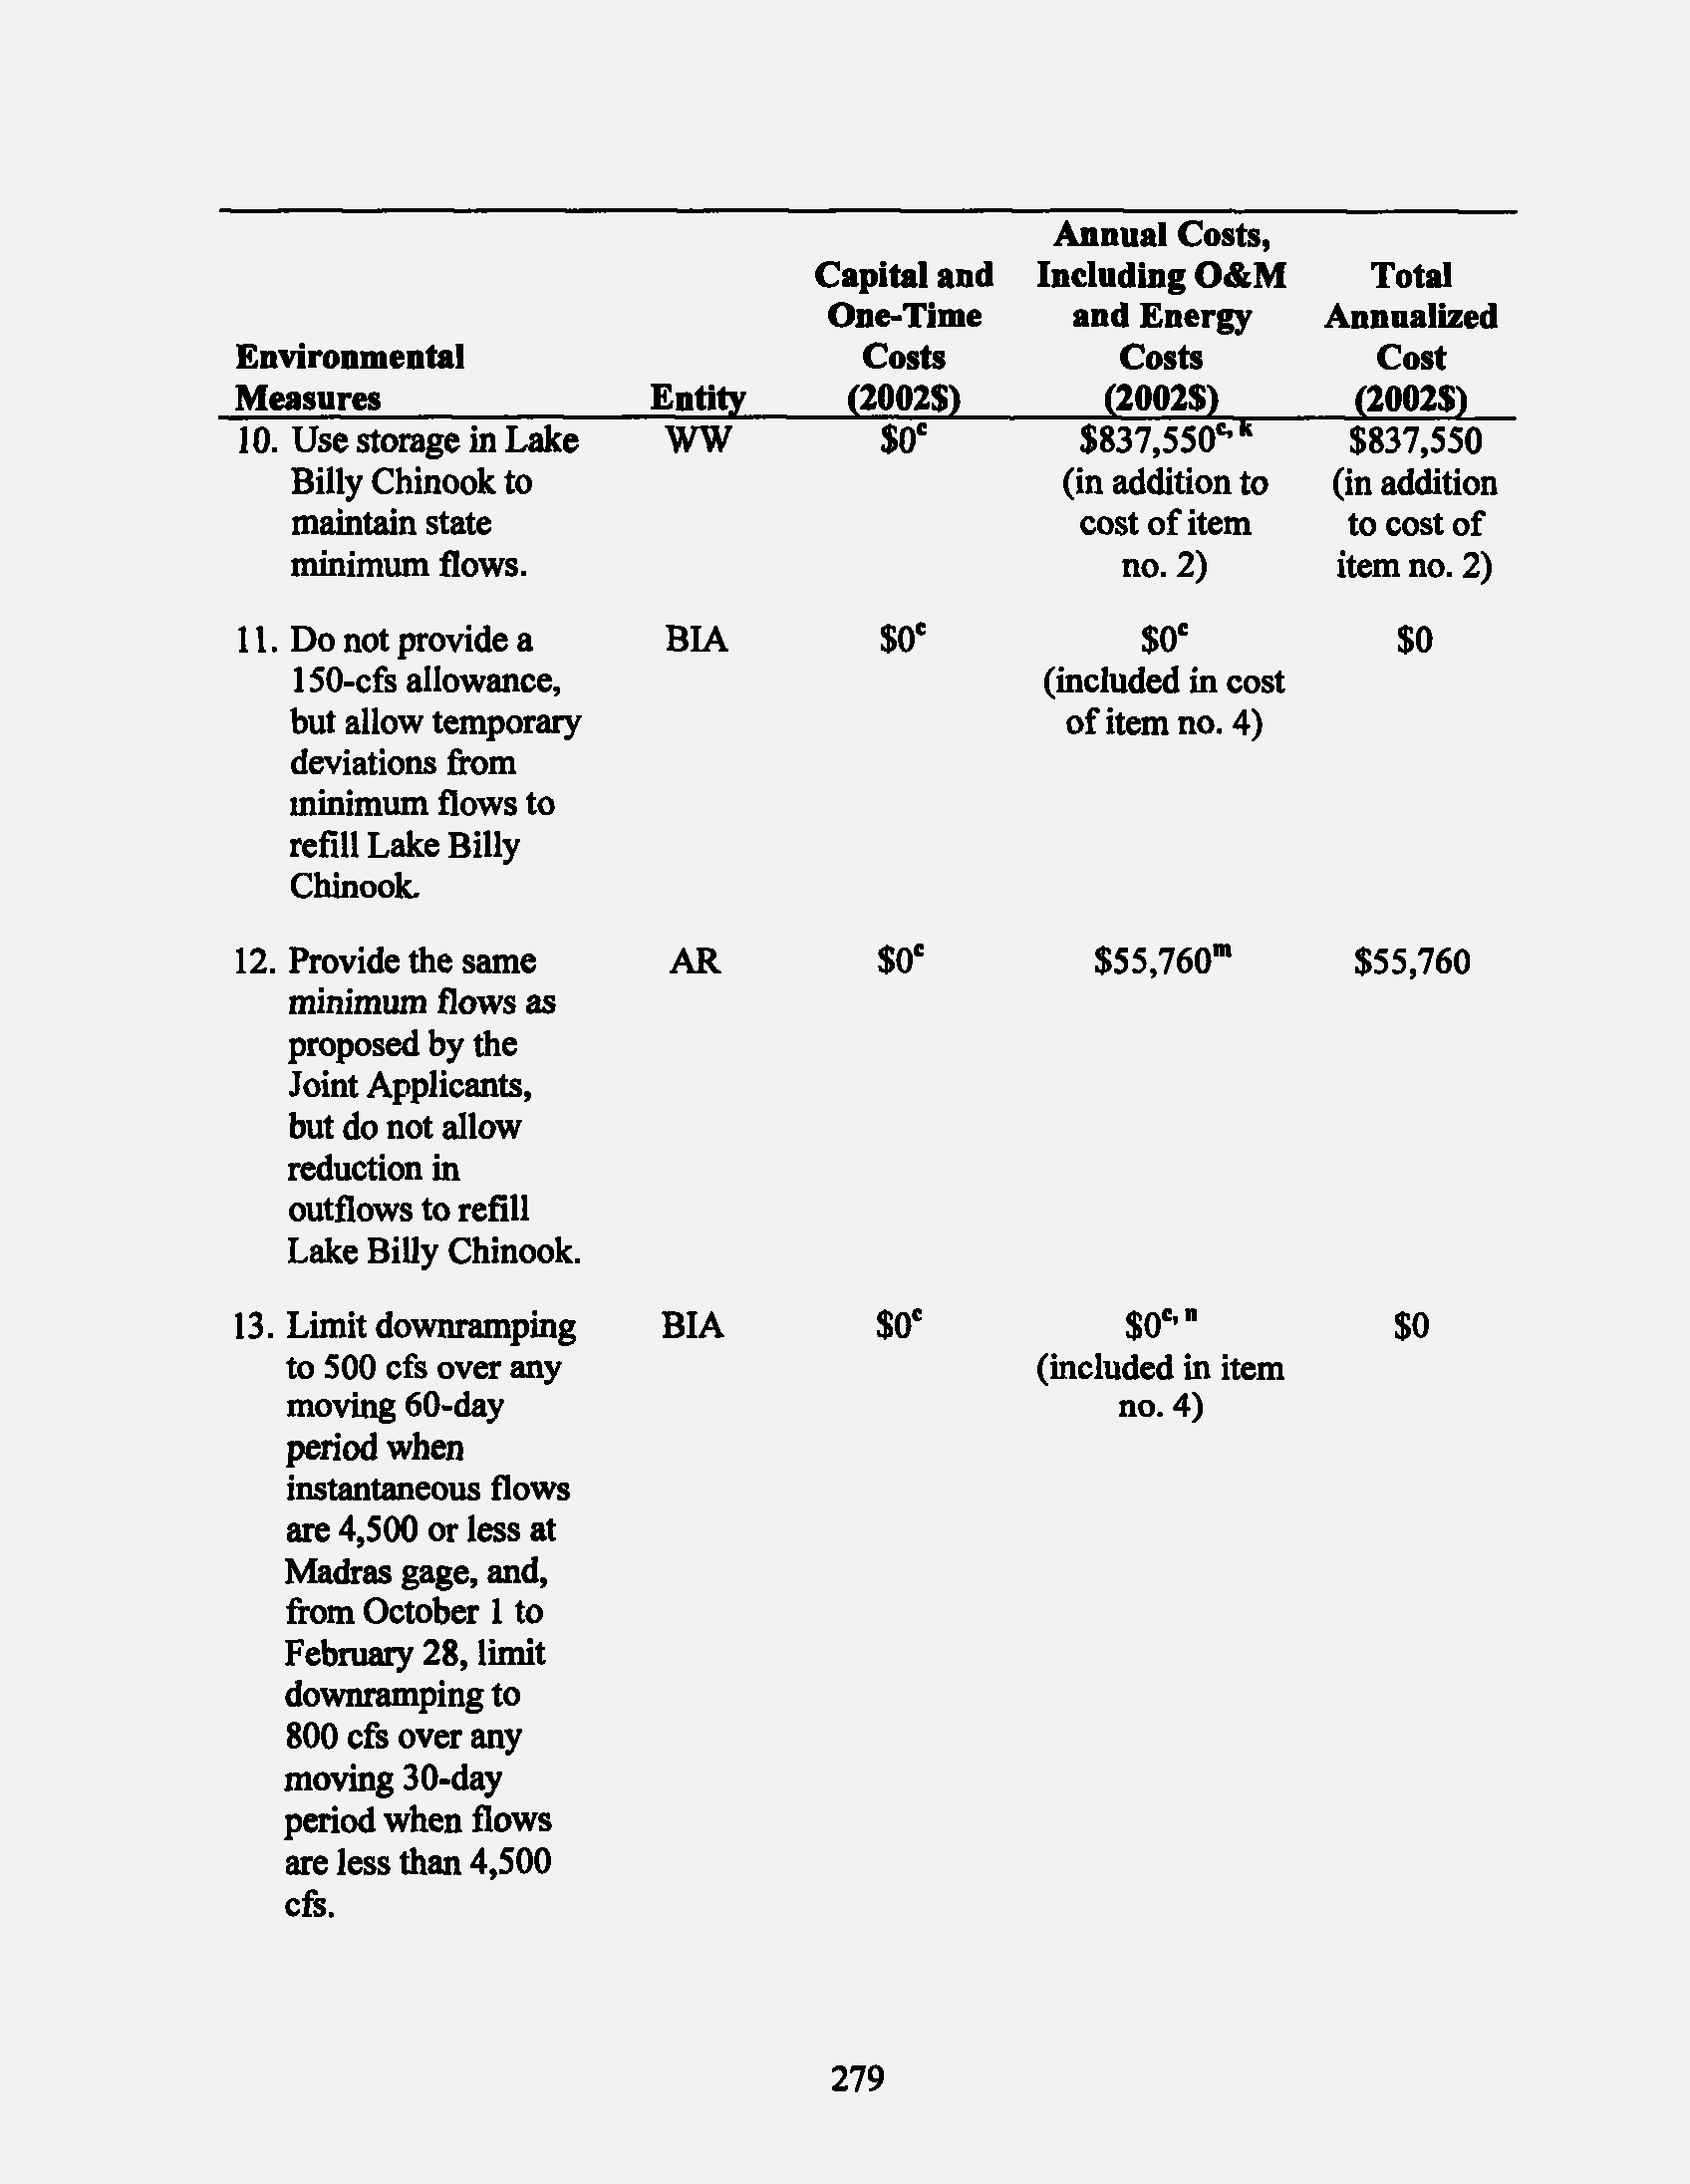 Annual Costs,
Capital and Including O&M Total
One-Time and Energy Annualized
Environmental Costs Costs Cost
Measures Entity (2002$) (2002$) (2002$)
10. Use storage in Lake WW $0c $837,550c, k $837,550
Billy Chinook to (in addition to (in addition
maintain state cost of item to cost of
minimum flows. no. 2) item no. 2)
11. Do not provide a BIA $0c $0c $0
150-cfs allowance, (included in cost
but allow temporary of item no. 4)
deviations from
minimum flows to
refill Lake Billy
Chinook.
12. Provide the same AR $0c $55,760m $55,760
minimum flows as
proposed by the
Joint Applicants,
but do not allow
reduction in
outflows to refill
Lake Billy Chinook.
13. Limit downramping BIA $0c $0c, n $0
to 500 cfs over any (included in item
moving 60-day no. 4)
period when
instantaneous flows
are 4,500 or less at
Madras gage, and,
from October 1 to
February 28, limit
downramping to
800 cfs over any
moving 30-day
period when flows
are less than 4,500
cfs.
279